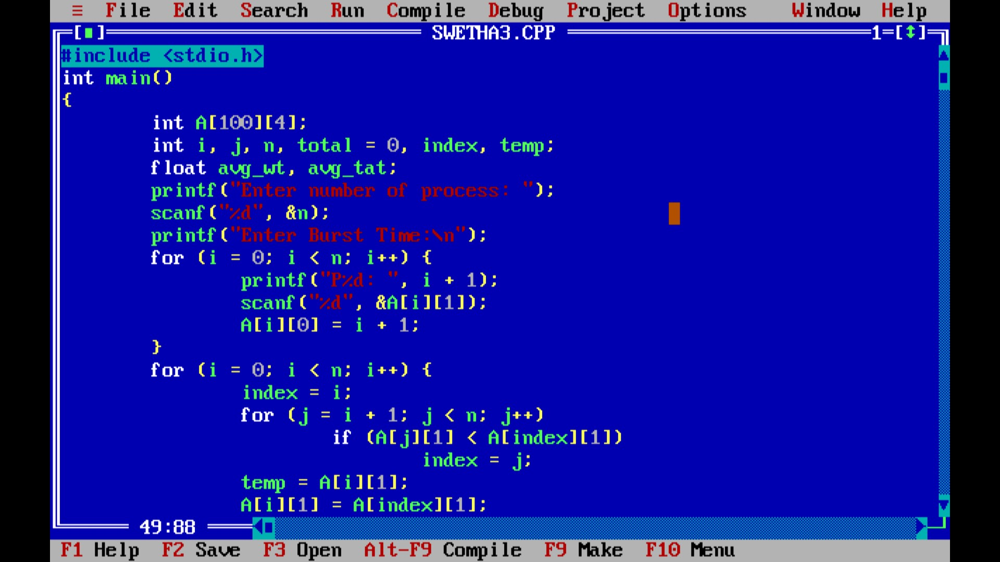 ≡ File Edit Search Run Compile Debug Project Options Window Help
[■] SWETHA3.CPP 1=[↕]
#include <stdio.h>
int main()
{
int A[100][4];
int i, j, n, total = 0, index, temp;
float avg_wt, avg_tat;
printf("Enter number of process: ");
scanf("%d", &n);
printf("Enter Burst Time:\n");
for (i = 0; i < n; i++) {
printf("P%d: ", i + 1);
scanf("%d", &A[i][1]);
A[i][0] = i + 1;
}
for (i = 0; i < n; i++) {
index = i;
for (j = i + 1; j < n; j++)
if (A[j][1] < A[index][1])
index = j;
temp = A[i][1];
A[i][1] = A[index][1];
49:88
F1 Help F2 Save F3 Open Alt-F9 Compile F9 Make F10 Menu